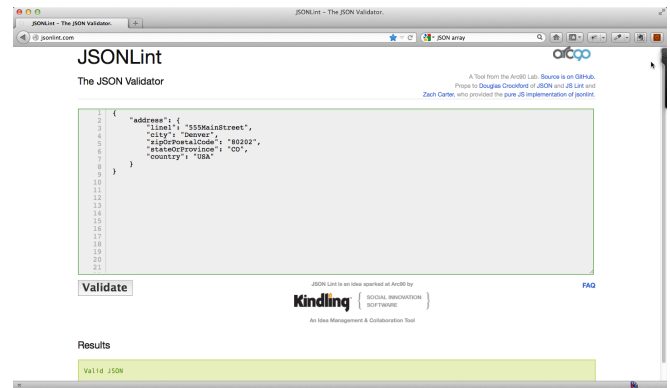 JSONLint – The JSON Validator.
JSONLint – The JSON Validator.
jsonlint.com
JSON array
JSONLint
arc90
The JSON Validator
A Tool from the Arc90 Lab. Source is on GitHub.
Props to Douglas Crockford of JSON and JS Lint and
Zach Carter, who provided the pure JS implementation of jsonlint.
1 {
2 "address": {
3 "line1": "555MainStreet",
4 "city": "Denver",
5 "zipOrPostalCode": "80202",
6 "stateOrProvince": "CO",
7 "country": "USA"
8 }
9 }
10
11
12
13
14
15
16
17
18
19
20
21
Validate
JSON Lint is an idea sparked at Arc90 by
FAQ
Kindling
SOCIAL INNOVATION
SOFTWARE
An Idea Management & Collaboration Tool
Results
Valid JSON